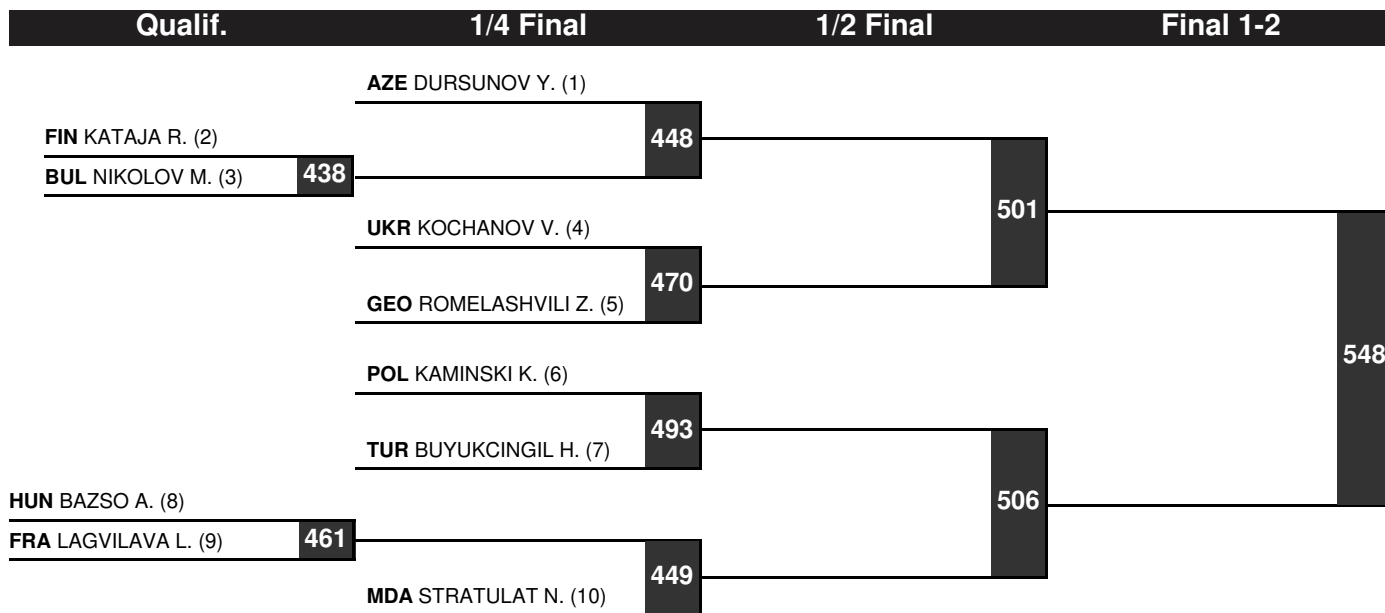 Qualif. 1/4 Final 1/2 Final Final 1-2
AZE DURSUNOV Y. (1)
FIN KATAJA R. (2)
448
BUL NIKOLOV M. (3) 438
501
UKR KOCHANOV V. (4)
470
GEO ROMELASHVILI Z. (5)
548
POL KAMINSKI K. (6)
493
TUR BUYUKCINGIL H. (7)
HUN BAZSO A. (8)
506
FRA LAGVILAVA L. (9) 461
449
MDA STRATULAT N. (10)